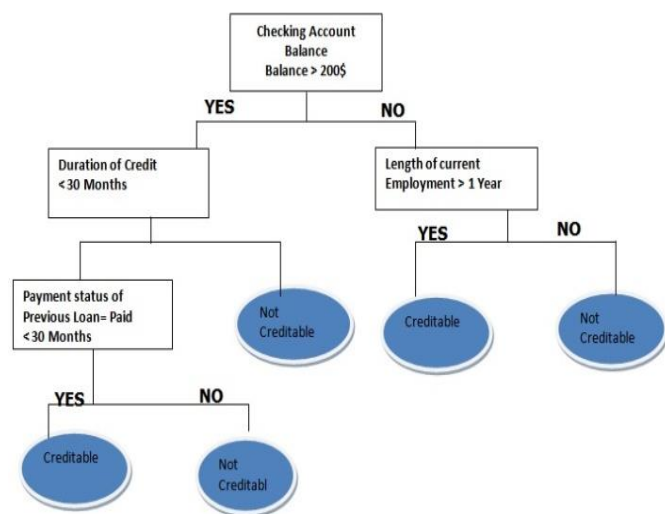 Checking Account
Balance
Balance > 200$
YES
NO
Duration of Credit
< 30 Months
Length of current
Employment > 1 Year
YES
NO
Payment status of
Previous Loan= Paid
< 30 Months
Not
Creditable
Creditable
Not
Creditable
YES
NO
Creditable
Not
Creditabl